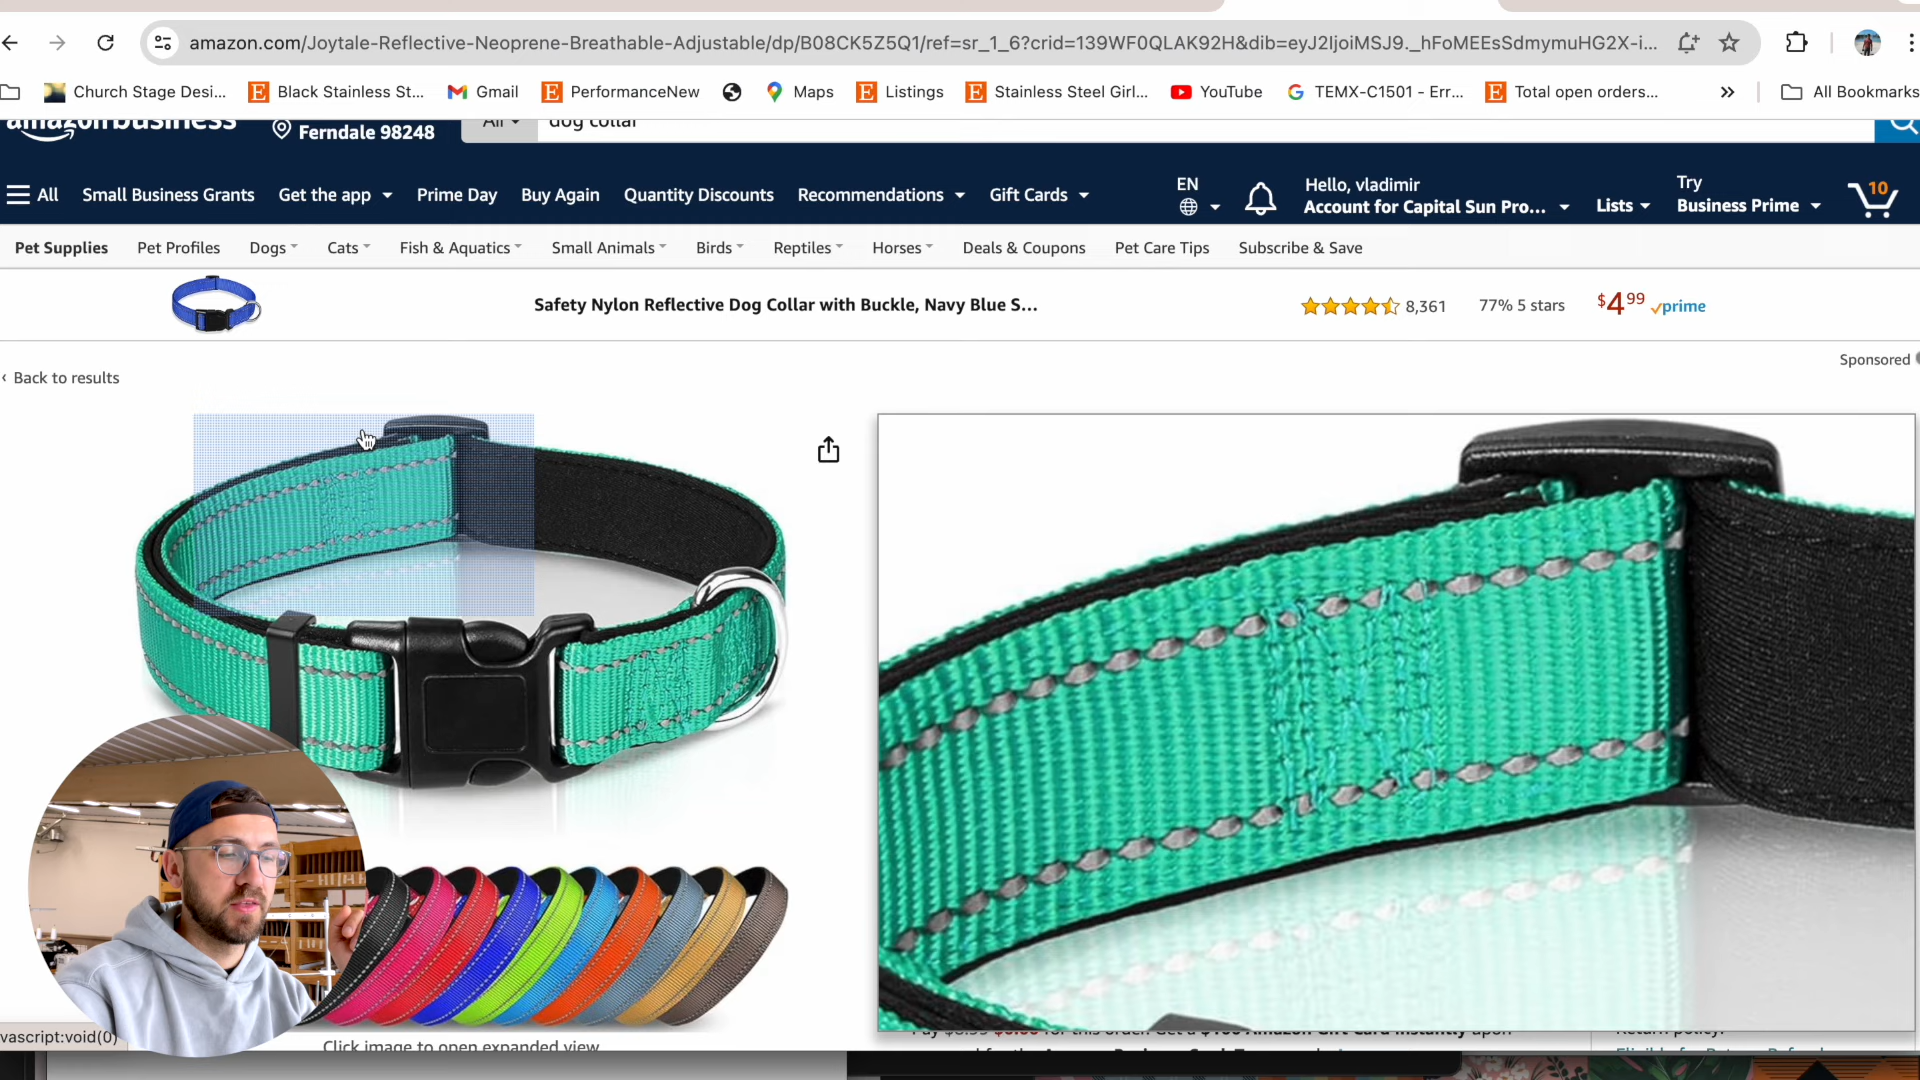 amazon.com/Joytale-Reflective-Neoprene-Breathable-Adjustable/dp/B08CK5Z5Q1/ref=sr_1_6?crid=139WF0QLAK92H&dib=eyJ2IjoiMSJ9._hFoMEEsSdmymuHG2X-i...
Church Stage Desi...
Black Stainless St...
Gmail
PerformanceNew
Maps
Listings
Stainless Steel Girl...
YouTube
TEMX-C1501 - Err...
Total open orders...
All Bookmarks
amazonbusiness
Ferndale 98248
All
dog collar
All
Small Business Grants
Get the app
Prime Day
Buy Again
Quantity Discounts
Recommendations
Gift Cards
EN
Hello, vladimir
Account for Capital Sun Pro...
Lists
Try
Business Prime
10
Pet Supplies
Pet Profiles
Dogs
Cats
Fish & Aquatics
Small Animals
Birds
Reptiles
Horses
Deals & Coupons
Pet Care Tips
Subscribe & Save
Safety Nylon Reflective Dog Collar with Buckle, Navy Blue S...
8,361
77% 5 stars
$4.99
prime
Sponsored
‹ Back to results
vascript:void(0)
Click image to open expanded view